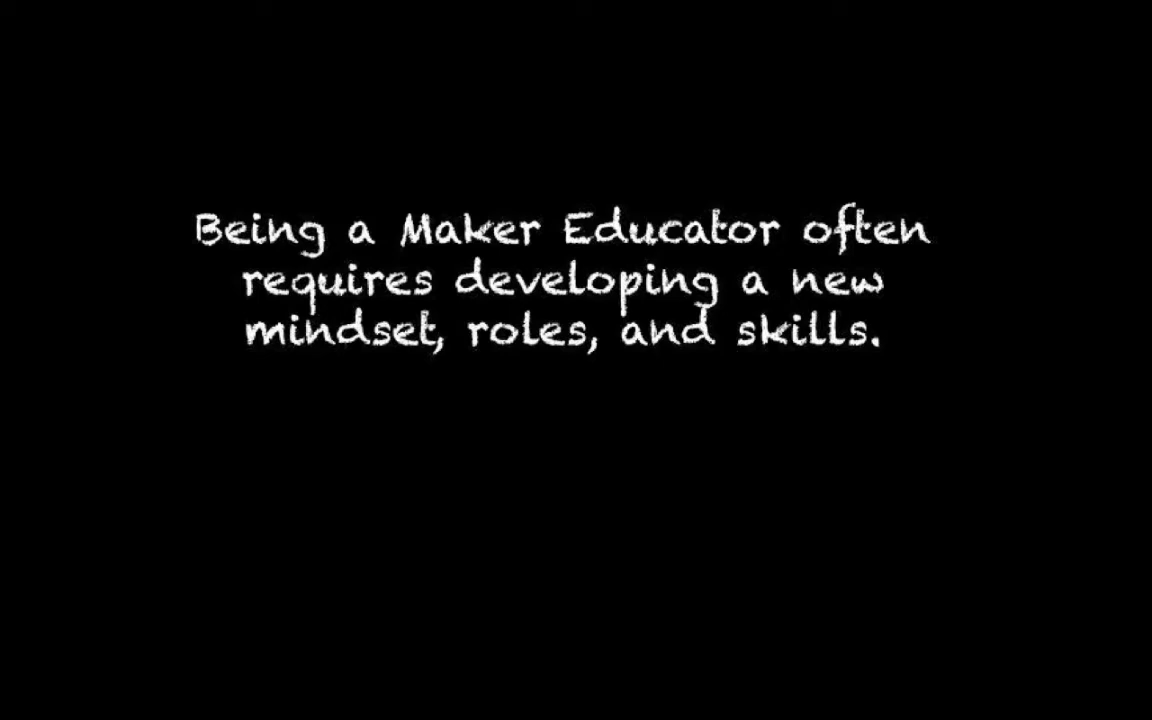 Being a Maker Educator often
requires developing a new
mindset, roles, and skills.